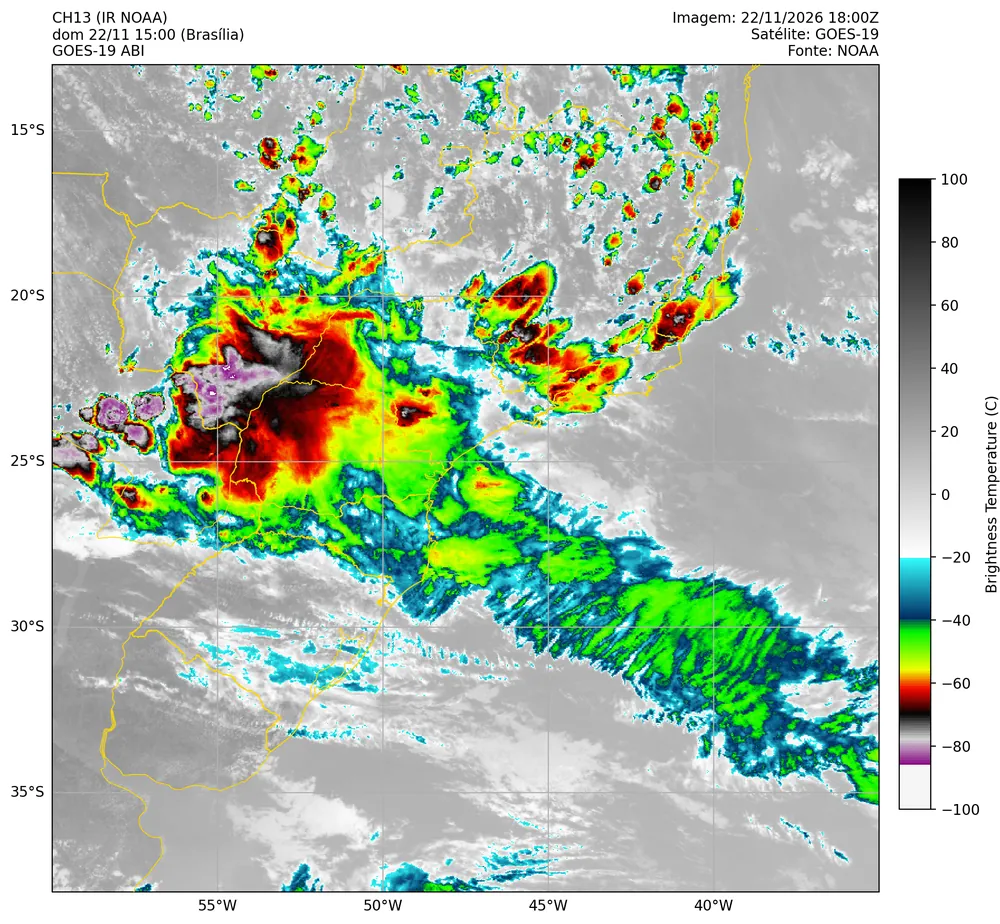 CH13 (IR NOAA)
dom 22/11 15:00 (Brasília)
GOES-19 ABI
Imagem: 22/11/2026 18:00Z
Satélite: GOES-19
Fonte: NOAA
15°S
20°S
25°S
30°S
35°S
55°W
50°W
45°W
40°W
100
80
60
40
20
0
−20
−40
−60
−80
−100
Brightness Temperature (C)